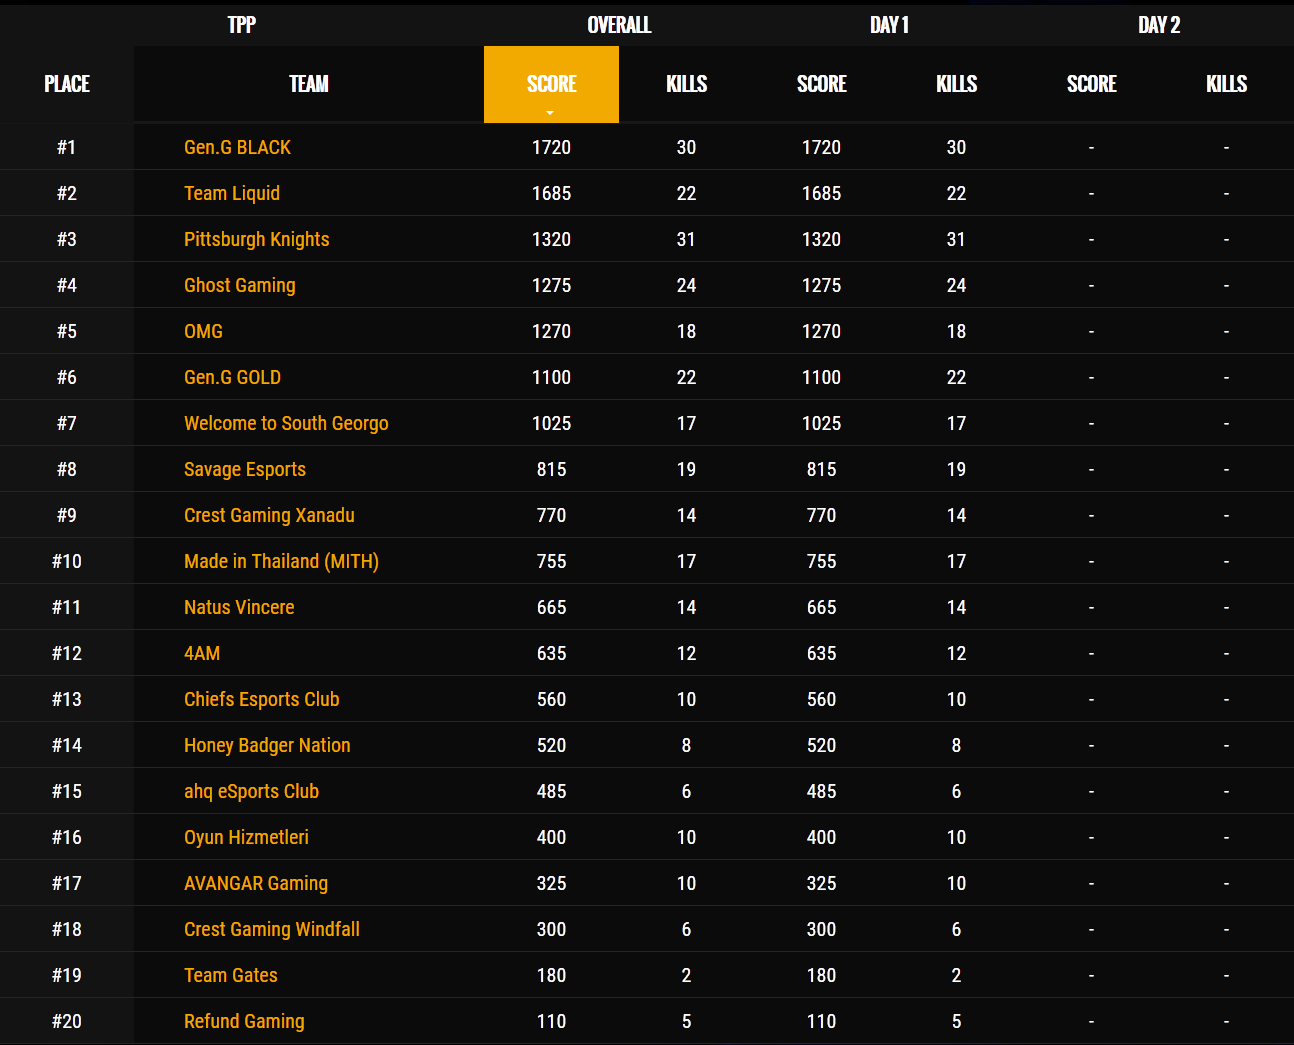 TPP OVERALL DAY 1 DAY 2
PLACE TEAM SCORE KILLS SCORE KILLS SCORE KILLS
#1 Gen.G BLACK 1720 30 1720 30 - -
#2 Team Liquid 1685 22 1685 22 - -
#3 Pittsburgh Knights 1320 31 1320 31 - -
#4 Ghost Gaming 1275 24 1275 24 - -
#5 OMG 1270 18 1270 18 - -
#6 Gen.G GOLD 1100 22 1100 22 - -
#7 Welcome to South Georgo 1025 17 1025 17 - -
#8 Savage Esports 815 19 815 19 - -
#9 Crest Gaming Xanadu 770 14 770 14 - -
#10 Made in Thailand (MITH) 755 17 755 17 - -
#11 Natus Vincere 665 14 665 14 - -
#12 4AM 635 12 635 12 - -
#13 Chiefs Esports Club 560 10 560 10 - -
#14 Honey Badger Nation 520 8 520 8 - -
#15 ahq eSports Club 485 6 485 6 - -
#16 Oyun Hizmetleri 400 10 400 10 - -
#17 AVANGAR Gaming 325 10 325 10 - -
#18 Crest Gaming Windfall 300 6 300 6 - -
#19 Team Gates 180 2 180 2 - -
#20 Refund Gaming 110 5 110 5 - -